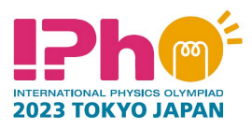 IPhO
INTERNATIONAL PHYSICS OLYMPIAD
2023 TOKYO JAPAN